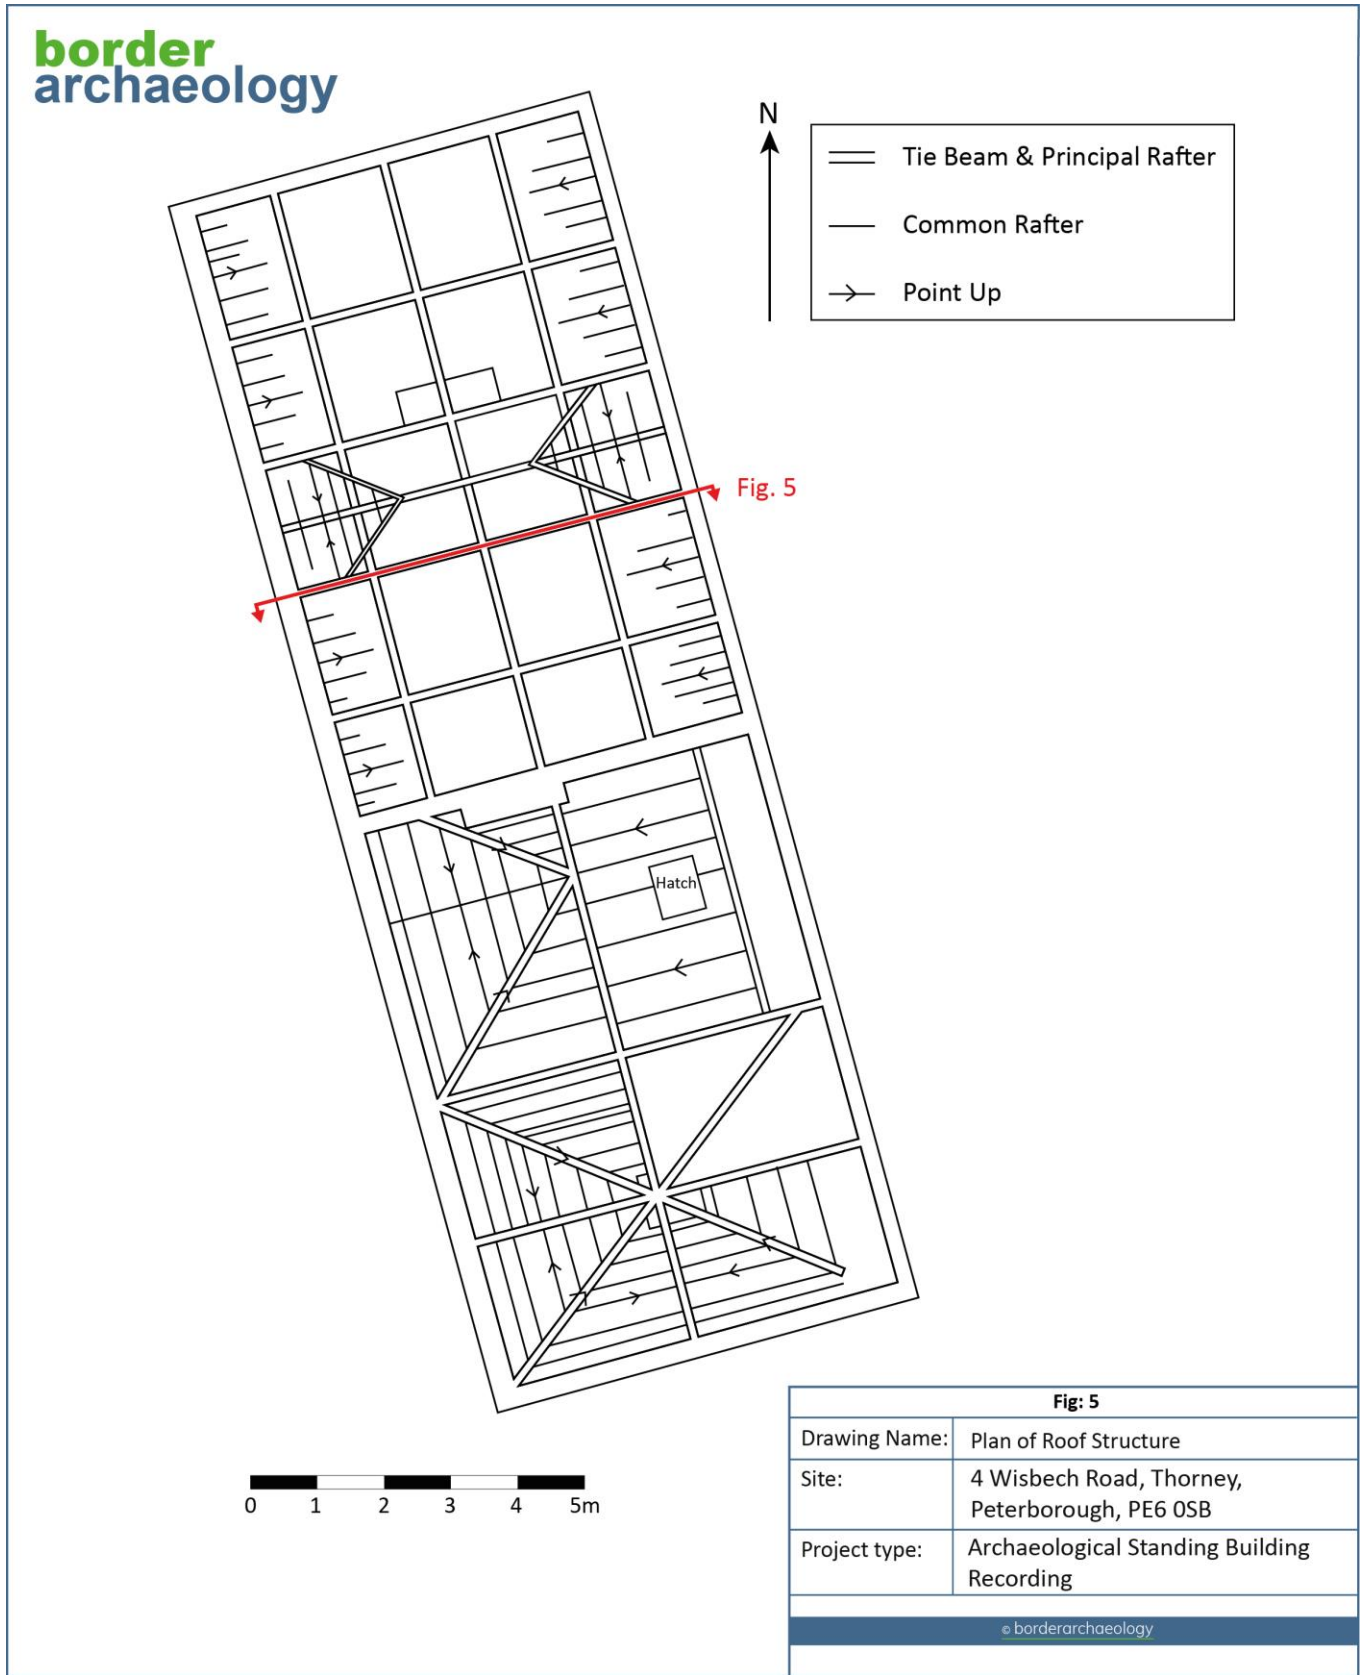 border
archaeology
N
Tie Beam & Principal Rafter
Common Rafter
Point Up
Fig. 5
Hatch
0 1 2 3 4 5m
Fig: 5
Drawing Name: Plan of Roof Structure
Site: 4 Wisbech Road, Thorney,
Peterborough, PE6 0SB
Project type: Archaeological Standing Building
Recording
© borderarchaeology